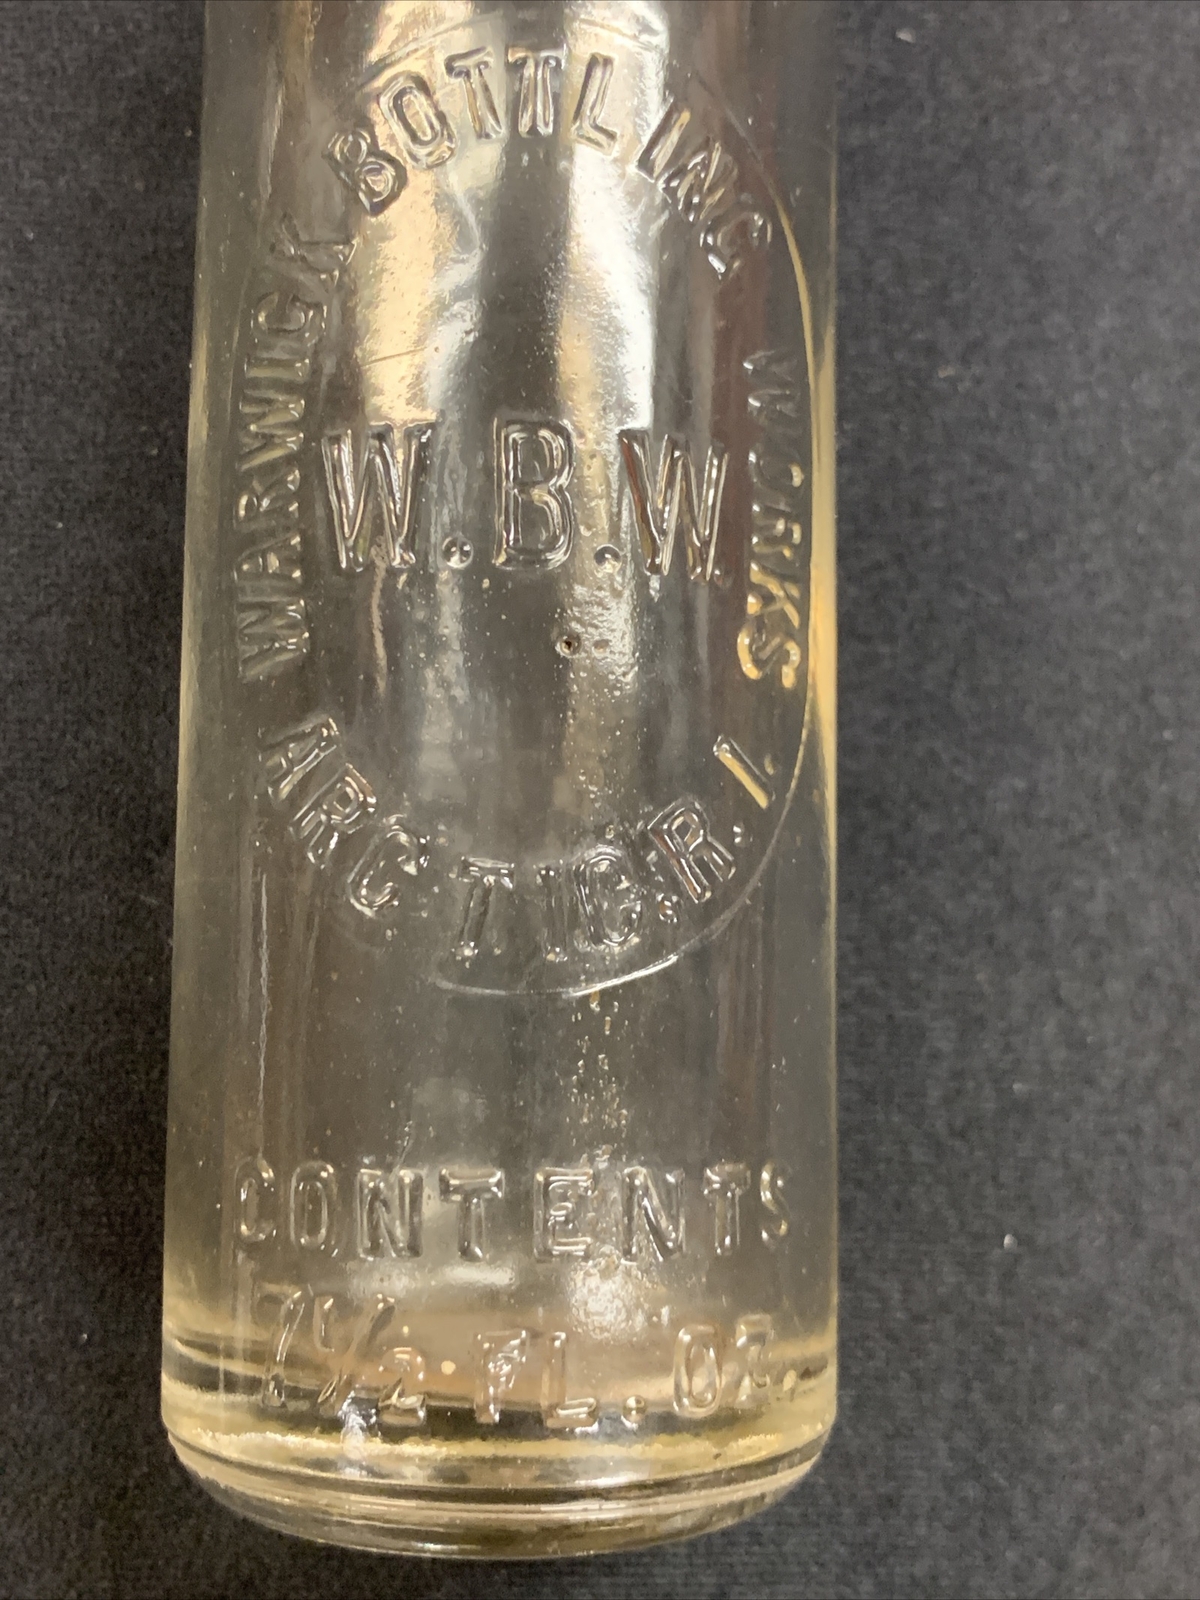 WARWICK BOTTLING WORKS
W.B.W.
ARCTIC.R.I.
CONTENTS
7½ FL.OZ.